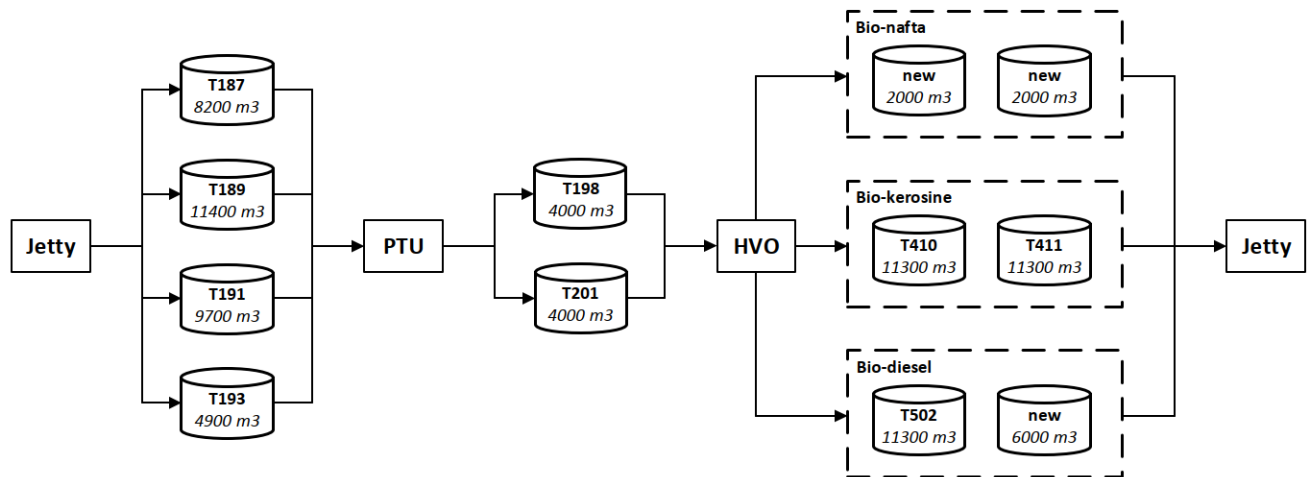 Jetty
T187
8200 m3
T189
11400 m3
T191
9700 m3
T193
4900 m3
PTU
T198
4000 m3
T201
4000 m3
HVO
Bio-nafta
new
2000 m3
new
2000 m3
Bio-kerosine
T410
11300 m3
T411
11300 m3
Bio-diesel
T502
11300 m3
new
6000 m3
Jetty